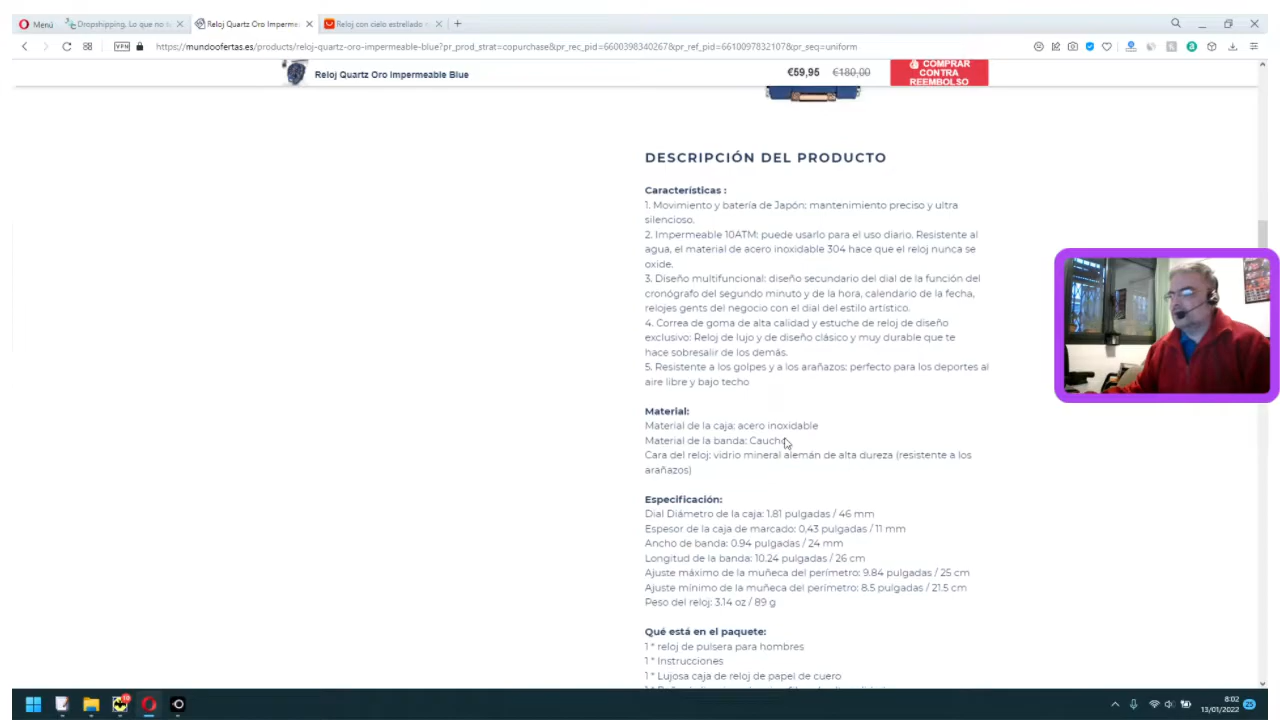 Menú
Dropshipping, Lo que no
Reloj Quartz Oro Imperme
Reloj con cielo estrellado
VPN
https://mundoofertas.es/products/reloj-quartz-oro-impermeable-blue?pr_prod_strat=copurchase&pr_rec_pid=6600398340267&pr_ref_pid=6610097832107&pr_seq=uniform
Reloj Quartz Oro Impermeable Blue
€59,95 €180,00
COMPRAR
CONTRA
REEMBOLSO
DESCRIPCIÓN DEL PRODUCTO
Características :
1. Movimiento y batería de Japón: mantenimiento preciso y ultra
silencioso.
2. Impermeable 10ATM: puede usarlo para el uso diario. Resistente al
agua, el material de acero inoxidable 304 hace que el reloj nunca se
oxide.
3. Diseño multifuncional: diseño secundario del dial de la función del
cronógrafo del segundo minuto y de la hora, calendario de la fecha,
relojes gents del negocio con el dial del estilo artístico.
4. Correa de goma de alta calidad y estuche de reloj de diseño
exclusivo: Reloj de lujo y de diseño clásico y muy durable que te
hace sobresalir de los demás.
5. Resistente a los golpes y a los arañazos: perfecto para los deportes al
aire libre y bajo techo
Material:
Material de la caja: acero inoxidable
Material de la banda: Caucho
Cara del reloj: vidrio mineral alemán de alta dureza (resistente a los
arañazos)
Especificación:
Dial Diámetro de la caja: 1.81 pulgadas / 46 mm
Espesor de la caja de marcado: 0,43 pulgadas / 11 mm
Ancho de banda: 0.94 pulgadas / 24 mm
Longitud de la banda: 10.24 pulgadas / 26 cm
Ajuste máximo de la muñeca del perímetro: 9.84 pulgadas / 25 cm
Ajuste mínimo de la muñeca del perímetro: 8.5 pulgadas / 21.5 cm
Peso del reloj: 3.14 oz / 89 g
Qué está en el paquete:
1 * reloj de pulsera para hombres
1 * Instrucciones
1 * Lujosa caja de reloj de papel de cuero
8:02
13/01/2022
25